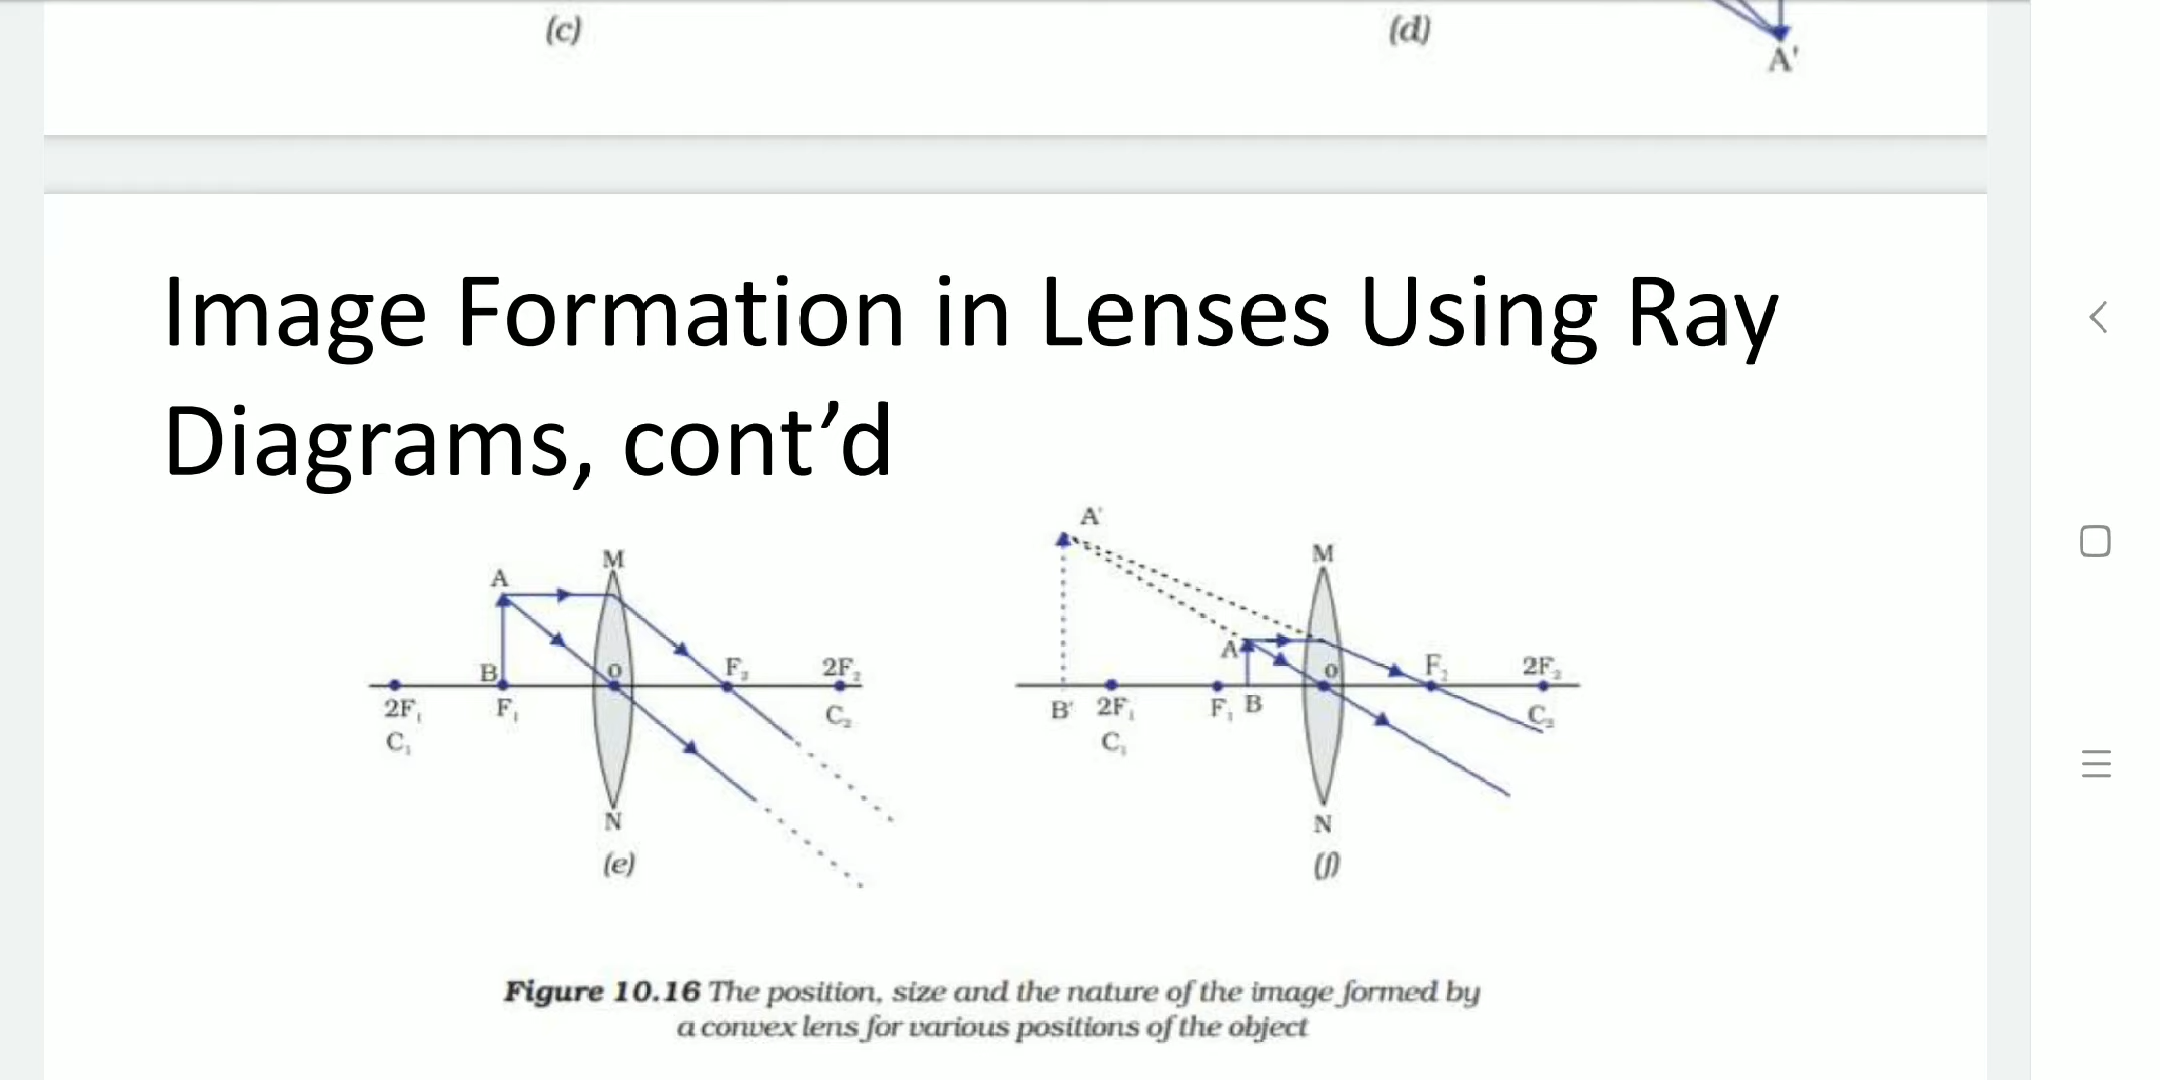 (c)
(d)
A'
Image Formation in Lenses Using Ray
Diagrams, cont’d
A
M
B
O
F₂
2F₂
2F₁
F₁
C₂
C₁
N
(e)
A'
M
A
O
F₂
2F₂
B' 2F₁
F₁ B
C₂
C₁
N
(f)
Figure 10.16 The position, size and the nature of the image formed by
a convex lens for various positions of the object